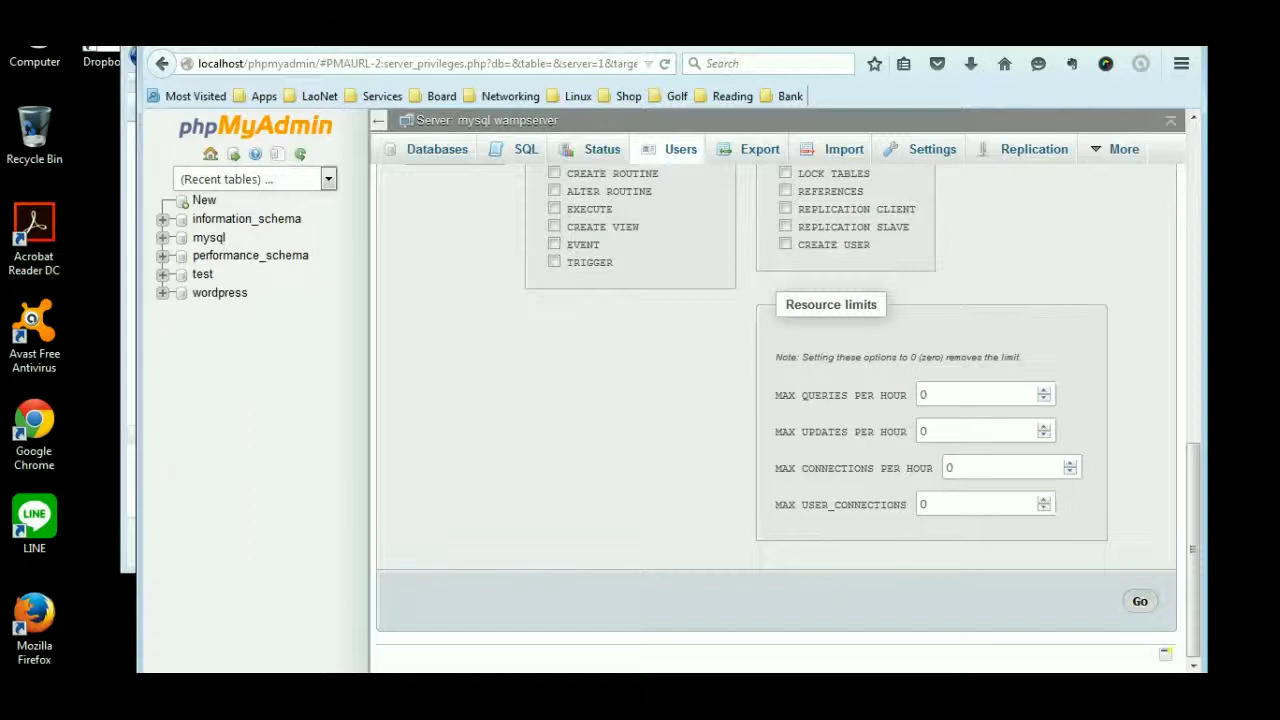 Computer
Dropbo
Recycle Bin
Acrobat
Reader DC
Avast Free
Antivirus
Google
Chrome
LINE
LINE
Mozilla
Firefox
localhost/phpmyadmin/#PMAURL-2:server_privileges.php?db=&table=&server=1&targe
Search
Most Visited Apps LaoNet Services Board Networking Linux Shop Golf Reading Bank
phpMyAdmin
(Recent tables) ...
New
information_schema
mysql
performance_schema
test
wordpress
Server: mysql wampserver
Databases SQL Status Users Export Import Settings Replication More
CREATE ROUTINE
ALTER ROUTINE
EXECUTE
CREATE VIEW
EVENT
TRIGGER
LOCK TABLES
REFERENCES
REPLICATION CLIENT
REPLICATION SLAVE
CREATE USER
Resource limits
Note: Setting these options to 0 (zero) removes the limit.
MAX QUERIES PER HOUR 0
MAX UPDATES PER HOUR 0
MAX CONNECTIONS PER HOUR 0
MAX USER_CONNECTIONS 0
Go